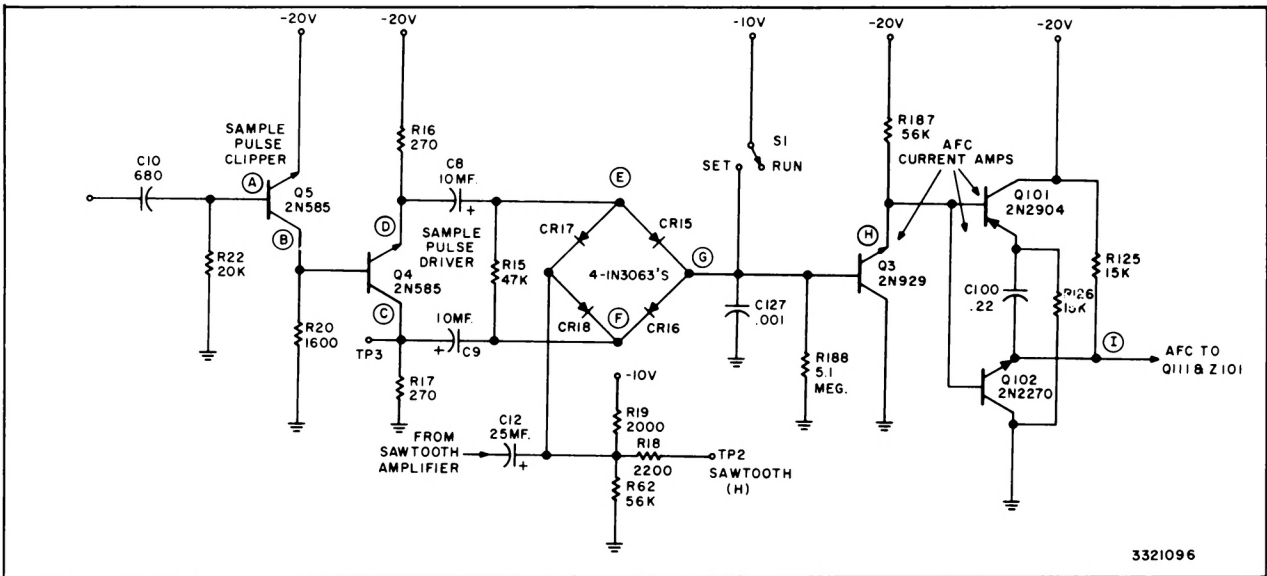 -20V
-20V
-10V
-20V
-20V
SAMPLE
PULSE
CLIPPER
C10
680
A
Q5
2N585
B
R22
20K
R20
1600
R16
270
D
C8
10MF.
+
SAMPLE
PULSE
DRIVER
Q4
2N585
C
R15
47K
10MF.
+
C9
TP3
R17
270
E
CR17
CR15
4-IN3063'S
CR18
CR16
F
G
S1
SET
RUN
C127
.001
R188
5.1
MEG.
R187
56K
AFC
CURRENT AMPS
H
Q3
2N929
Q101
2N2904
C100
.22
R126
15K
R125
15K
I
Q102
2N2270
AFC TO
Q111 & Z101
-10V
R19
2000
R18
2200
TP2
SAWTOOTH
(H)
R62
56K
C12
25MF.
+
FROM
SAWTOOTH
AMPLIFIER
3321096